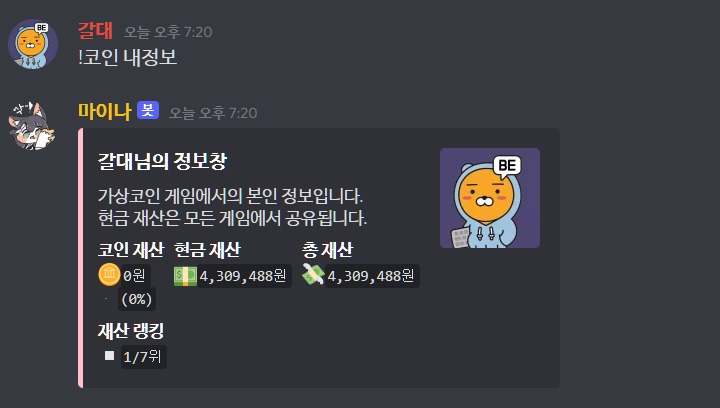 BE
갈대 오늘 오후 7:20
!코인 내정보
마이나 봇 오늘 오후 7:20
갈대님의 정보창
BE
가상코인 게임에서의 본인 정보입니다.
현금 재산은 모든 게임에서 공유됩니다.
코인 재산 현금 재산 총 재산
0원 4,309,488원 4,309,488원
(0%)
재산 랭킹
1/7위